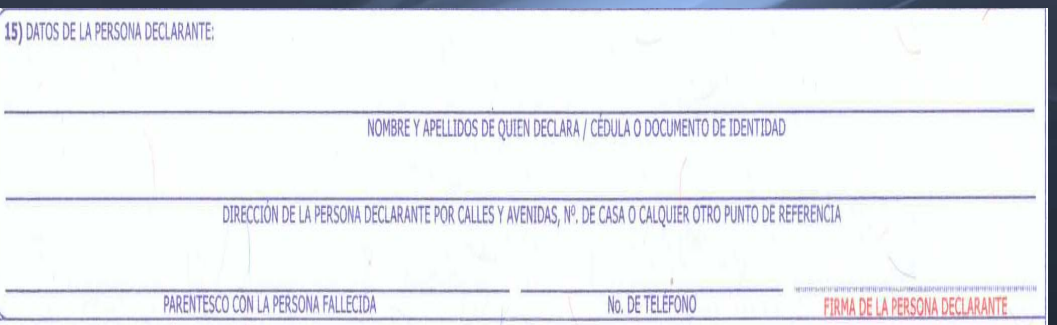 15) DATOS DE LA PERSONA DECLARANTE:
NOMBRE Y APELLIDOS DE QUIEN DECLARA / CÉDULA O DOCUMENTO DE IDENTIDAD
DIRECCIÓN DE LA PERSONA DECLARANTE POR CALLES Y AVENIDAS, Nº. DE CASA O CALQUIER OTRO PUNTO DE REFERENCIA
PARENTESCO CON LA PERSONA FALLECIDA No. DE TELÉFONO FIRMA DE LA PERSONA DECLARANTE